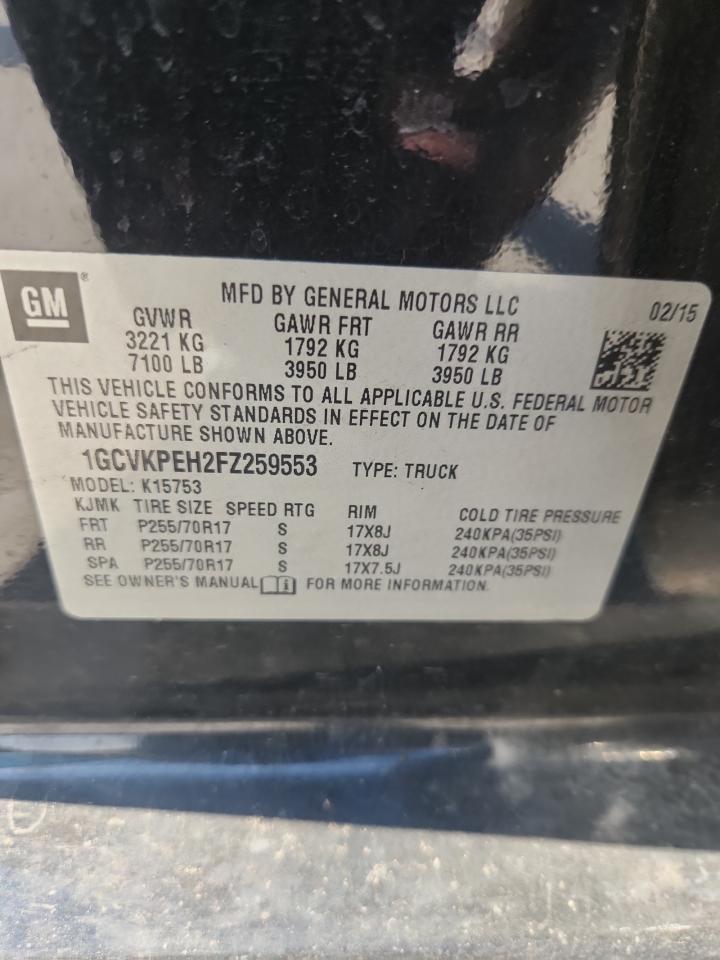 GM®
MFD BY GENERAL MOTORS LLC 02/15
GVWR GAWR FRT GAWR RR
3221 KG 1792 KG 1792 KG
7100 LB 3950 LB 3950 LB
THIS VEHICLE CONFORMS TO ALL APPLICABLE U.S. FEDERAL MOTOR
VEHICLE SAFETY STANDARDS IN EFFECT ON THE DATE OF
MANUFACTURE SHOWN ABOVE.
1GCVKPEH2FZ259553 TYPE: TRUCK
MODEL: K15753
KJMK TIRE SIZE SPEED RTG RIM COLD TIRE PRESSURE
FRT P255/70R17 S 17X8J 240KPA(35PSI)
RR P255/70R17 S 17X8J 240KPA(35PSI)
SPA P255/70R17 S 17X7.5J 240KPA(35PSI)
SEE OWNER'S MANUAL FOR MORE INFORMATION.